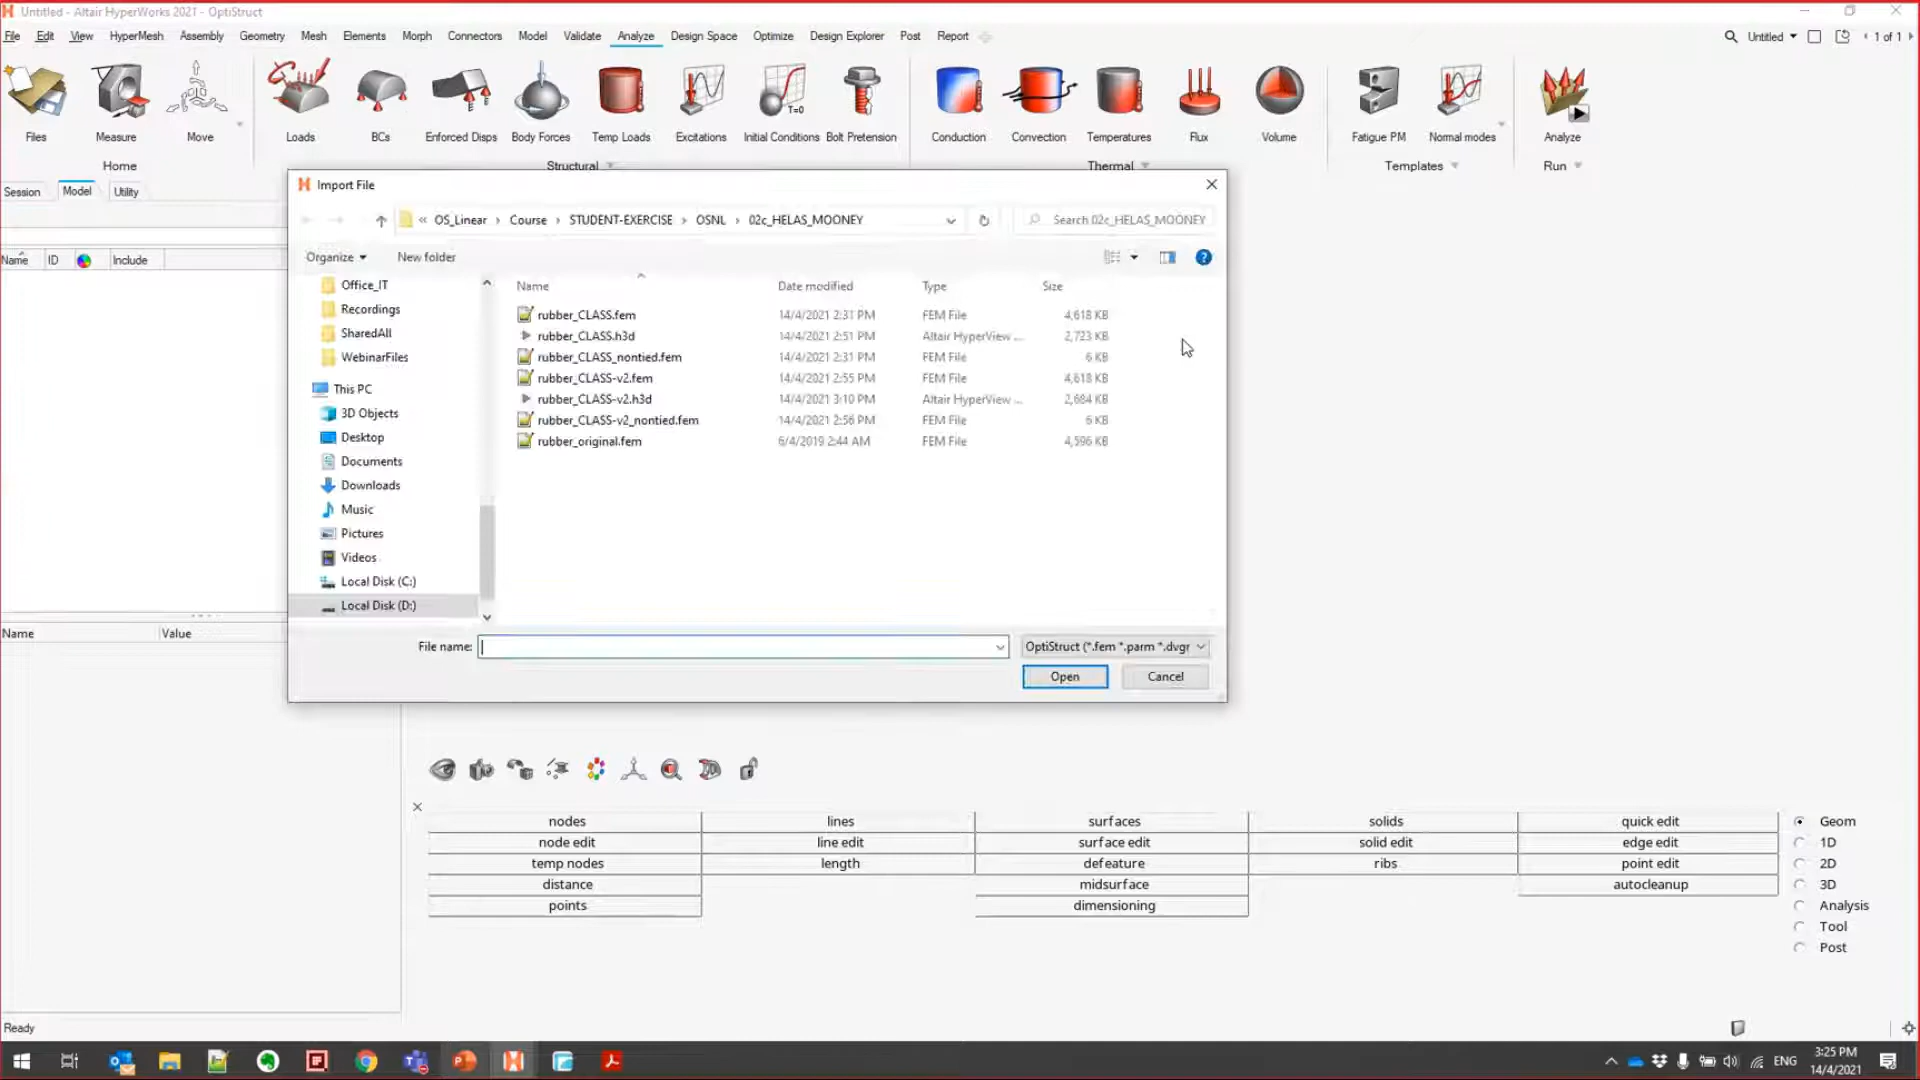 Untitled - Altair HyperWorks 2021 - OptiStruct
File Edit View HyperMesh Assembly Geometry Mesh Elements Morph Connectors Model Validate Analyze Design Space Optimize Design Explorer Post Report Untitled 1 of 1
T=0
Files Measure Move Loads BCs Enforced Disps Body Forces Temp Loads Excitations Initial Conditions Bolt Pretension Conduction Convection Temperatures Flux Volume Fatigue PM Normal modes Analyze
Home Structural Thermal Templates Run
Session Model Utility
Name ID Include
Import File
« OS_Linear › Course › STUDENT-EXERCISE › OSNL › 02c_HELAS_MOONEY
Search 02c_HELAS_MOONEY
Organize New folder
Name Date modified Type Size
Office_IT
Recordings
SharedAll
WebinarFiles
This PC
3D Objects
Desktop
Documents
Downloads
Music
Pictures
Videos
Local Disk (C:)
Local Disk (D:)
rubber_CLASS.fem 14/4/2021 2:31 PM FEM File 4,618 KB
rubber_CLASS.h3d 14/4/2021 2:51 PM Altair HyperView ... 2,723 KB
rubber_CLASS_nontied.fem 14/4/2021 2:31 PM FEM File 6 KB
rubber_CLASS-v2.fem 14/4/2021 2:55 PM FEM File 4,618 KB
rubber_CLASS-v2.h3d 14/4/2021 3:10 PM Altair HyperView ... 2,684 KB
rubber_CLASS-v2_nontied.fem 14/4/2021 2:56 PM FEM File 6 KB
rubber_original.fem 6/4/2019 2:44 AM FEM File 4,596 KB
File name: OptiStruct (*.fem *.parm *.dvgr
Open Cancel
Name Value
nodes lines surfaces solids quick edit Geom
node edit line edit surface edit solid edit edge edit 1D
temp nodes length defeature ribs point edit 2D
distance midsurface autocleanup 3D
points dimensioning Analysis
Tool
Post
Ready
ENG
3:25 PM
14/4/2021